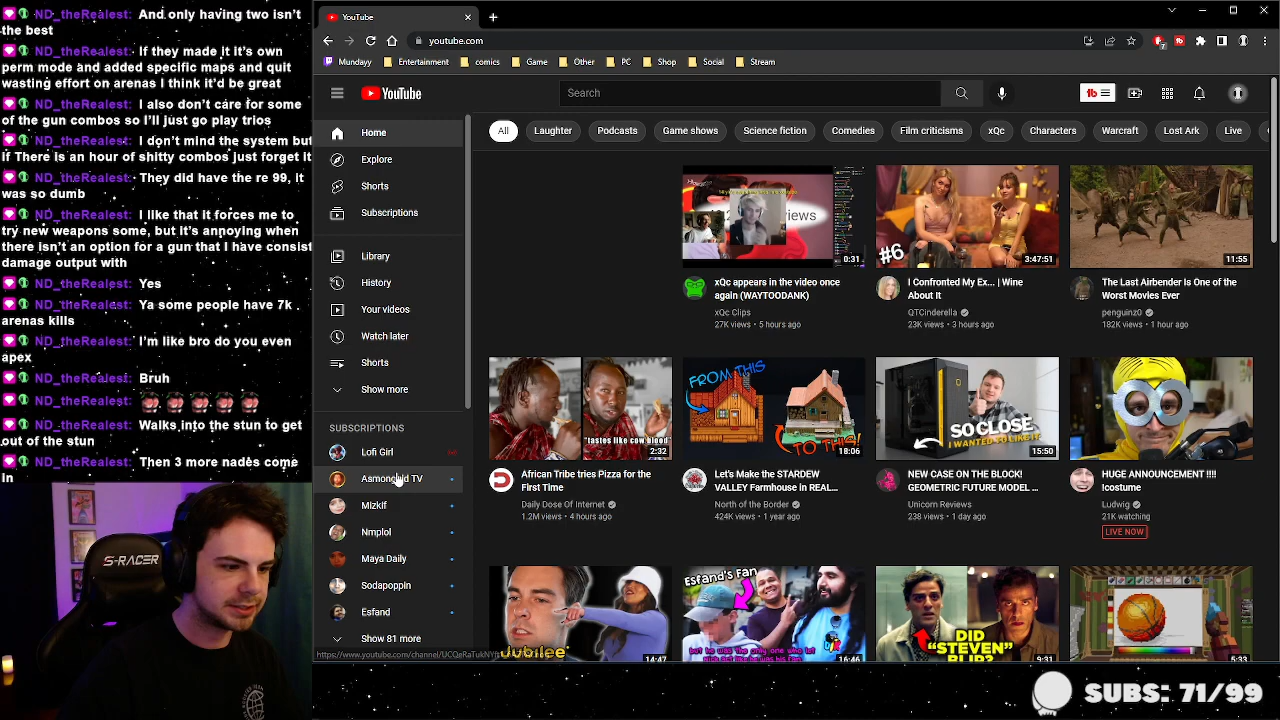 ND_theRealest: And only having two isn't
the best
ND_theRealest: If they made it it's own
perm mode and added specific maps and quit
wasting effort on arenas I think it'd be great
ND_theRealest: I also don't care for some
of the gun combos so I'll just go play trios
ND_theRealest: I don't mind the system but
if There is an hour of shitty combos just forget it
ND_theRealest: They did have the re 99, it
was so dumb
ND_theRealest: I like that it forces me to
try new weapons some, but it's annoying when
there isn't an option for a gun that I have consist
damage output with
ND_theRealest: Yes
ND_theRealest: Ya some people have 7k
arenas kills
ND_theRealest: I'm like bro do you even
apex
ND_theRealest: Bruh
ND_theRealest:
ND_theRealest: Walks into the stun to get
out of the stun
ND_theRealest: Then 3 more nades come
in
S-RACER
YouTube
youtube.com
Munday
Entertainment
comics
Game
Other
PC
Shop
Social
Stream
YouTube
Search
Home
Explore
Shorts
Subscriptions
Library
History
Your videos
Watch later
Shorts
Show more
SUBSCRIPTIONS
Lofi Girl
Asmongold TV
Mizkif
Nmplol
Maya Daily
Sodapoppin
Esfand
Show 81 more
All
Laughter
Podcasts
Game shows
Science fiction
Comedies
Film criticisms
xQc
Characters
Warcraft
Lost Ark
Live
views
0:31
xQc appears in the video once
again (WAYTOODANK)
xQc Clips
27K views • 5 hours ago
#6
3:47:51
I Confronted My Ex... | Wine
About It
QTCinderella
23K views • 3 hours ago
11:55
The Last Airbender Is One of the
Worst Movies Ever
penguinz0
182K views • 1 hour ago
"tastes like cow blood"
2:32
African Tribe tries Pizza for the
First Time
Daily Dose Of Internet
1.2M views • 4 hours ago
FROM THIS
TO THIS!
18:06
Let's Make the STARDEW
VALLEY Farmhouse in REAL...
North of the Border
424K views • 1 year ago
SO CLOSE
I WANTED TO LIKE IT
15:50
NEW CASE ON THE BLOCK!
GEOMETRIC FUTURE MODEL ...
Unicorn Reviews
238 views • 1 day ago
HUGE ANNOUNCEMENT !!!!
!costream
Ludwig
21K watching
LIVE NOW
Jubilee
14:47
Esfand's Fan
but he was the only one who let
16:46
DID
"STEVEN"
BLIP?
9:31
5:33
SUBS: 71/99